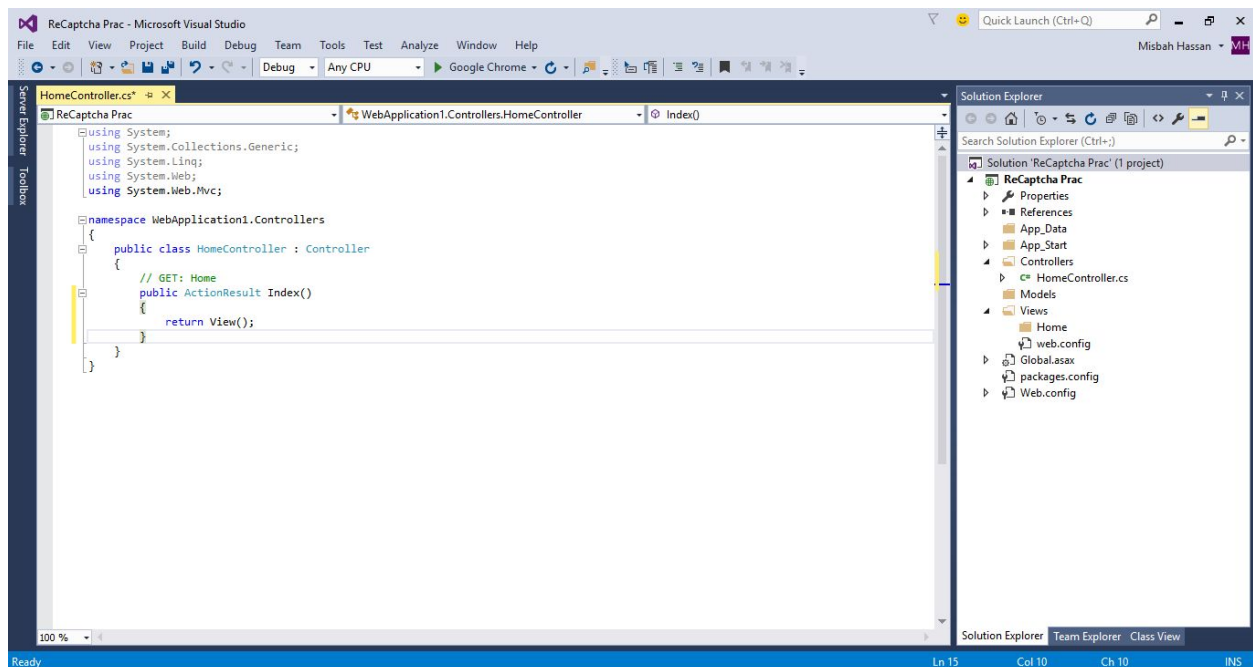 ReCaptcha Prac - Microsoft Visual Studio
Quick Launch (Ctrl+Q)
File Edit View Project Build Debug Team Tools Test Analyze Window Help
Misbah Hassan MH
Debug Any CPU Google Chrome
Server Explorer
Toolbox
HomeController.cs*
ReCaptcha Prac WebApplication1.Controllers.HomeController Index()
using System;
using System.Collections.Generic;
using System.Linq;
using System.Web;
using System.Web.Mvc;
namespace WebApplication1.Controllers
{
public class HomeController : Controller
{
// GET: Home
public ActionResult Index()
{
return View();
}
}
}
100 %
Solution Explorer
Search Solution Explorer (Ctrl+;)
Solution 'ReCaptcha Prac' (1 project)
ReCaptcha Prac
Properties
References
App_Data
App_Start
Controllers
C# HomeController.cs
Models
Views
Home
web.config
Global.asax
packages.config
Web.config
Solution Explorer Team Explorer Class View
Ready Ln 15 Col 10 Ch 10 INS